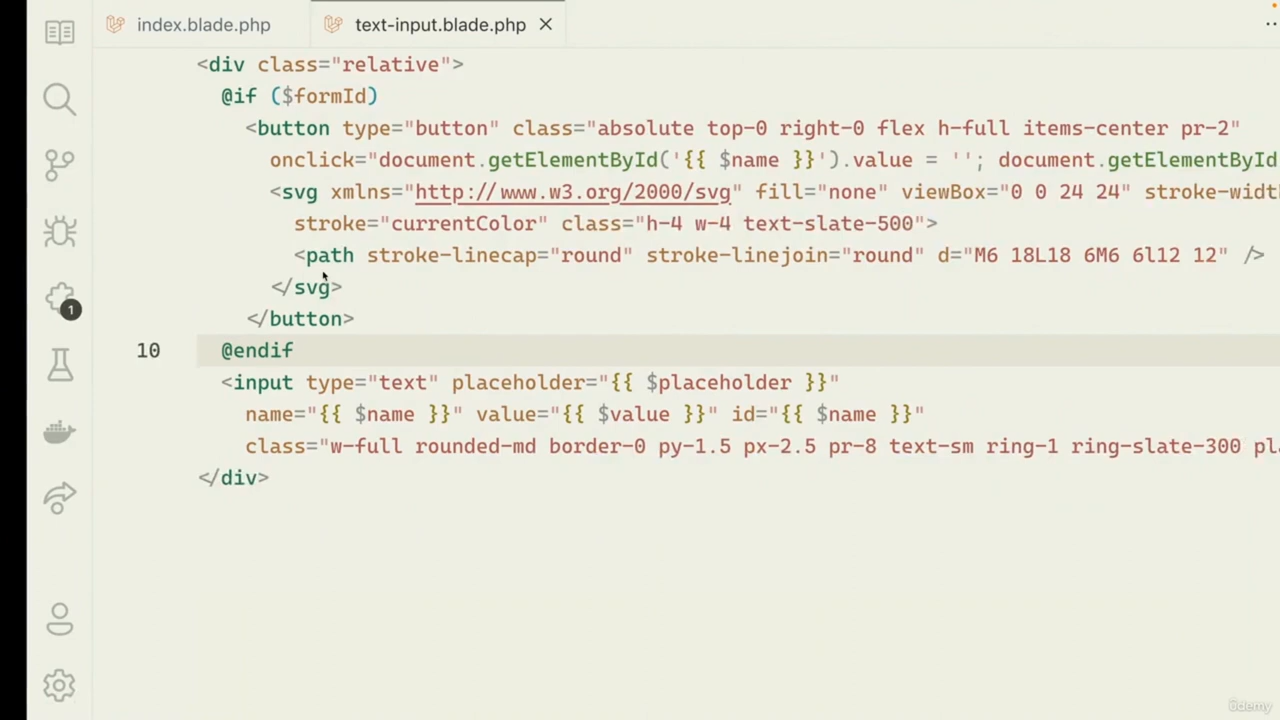 index.blade.php
text-input.blade.php
<div class="relative">
@if ($formId)
<button type="button" class="absolute top-0 right-0 flex h-full items-center pr-2"
onclick="document.getElementById('{{ $name }}').value = ''; document.getElementById
<svg xmlns="http://www.w3.org/2000/svg" fill="none" viewBox="0 0 24 24" stroke-width
stroke="currentColor" class="h-4 w-4 text-slate-500">
<path stroke-linecap="round" stroke-linejoin="round" d="M6 18L18 6M6 6l12 12" />
</svg>
</button>
10 @endif
<input type="text" placeholder="{{ $placeholder }}"
name="{{ $name }}" value="{{ $value }}" id="{{ $name }}"
class="w-full rounded-md border-0 py-1.5 px-2.5 pr-8 text-sm ring-1 ring-slate-300 pl
</div>
1
ûdemy